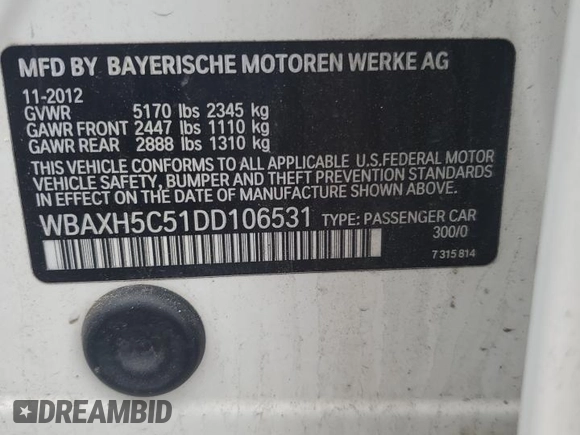 MFD BY BAYERISCHE MOTOREN WERKE AG
11-2012
GVWR 5170 lbs 2345 kg
GAWR FRONT 2447 lbs 1110 kg
GAWR REAR 2888 lbs 1310 kg
THIS VEHICLE CONFORMS TO ALL APPLICABLE U.S.FEDERAL MOTOR
VEHICLE SAFETY, BUMPER AND THEFT PREVENTION STANDARDS
IN EFFECT ON THE DATE OF MANUFACTURE SHOWN ABOVE.
WBAXH5C51DD106531 TYPE: PASSENGER CAR
300/0
7 315 814
DREAMBID